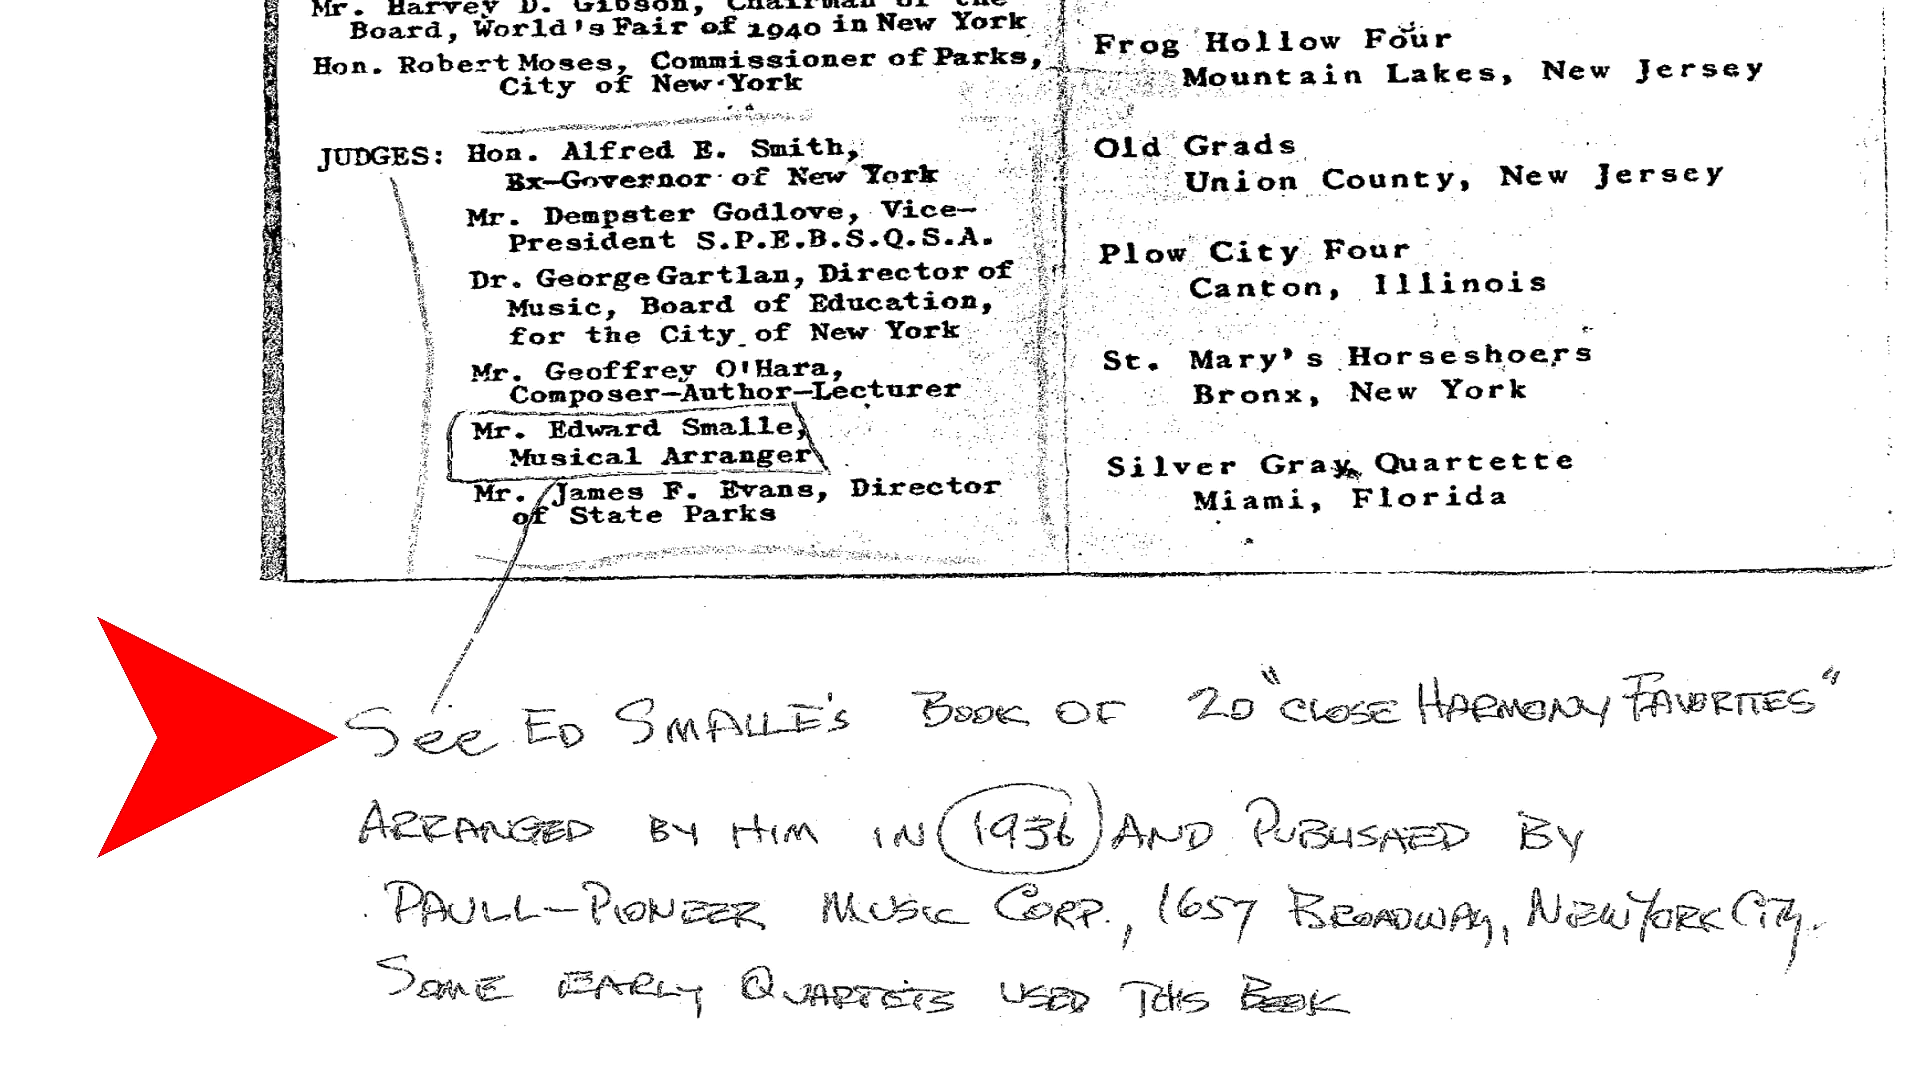 Mr. Harvey D. Gibson, Chairman of the
Board, World's Fair of 1940 in New York
Hon. Robert Moses, Commissioner of Parks,
City of New York
JUDGES: Hon. Alfred E. Smith,
Ex-Governor of New York
Mr. Dempster Godlove, Vice-
President S.P.E.B.S.Q.S.A.
Dr. George Gartlan, Director of
Music, Board of Education,
for the City of New York
Mr. Geoffrey O'Hara,
Composer-Author-Lecturer
Mr. Edward Smalle,
Musical Arranger
Mr. James F. Evans, Director
of State Parks
Frog Hollow Four
Mountain Lakes, New Jersey
Old Grads
Union County, New Jersey
Plow City Four
Canton, Illinois
St. Mary's Horseshoers
Bronx, New York
Silver Gray Quartette
Miami, Florida
See ED SMALLE'S BOOK OF 20 "CLOSE HARMONY FAVORITES"
ARRANGED BY HIM IN 1936 AND PUBLISHED BY
PAULL-PIONEER MUSIC CORP., 1657 BROADWAY, NEW YORK CITY.
SOME EARLY QUARTETS USED THIS BOOK